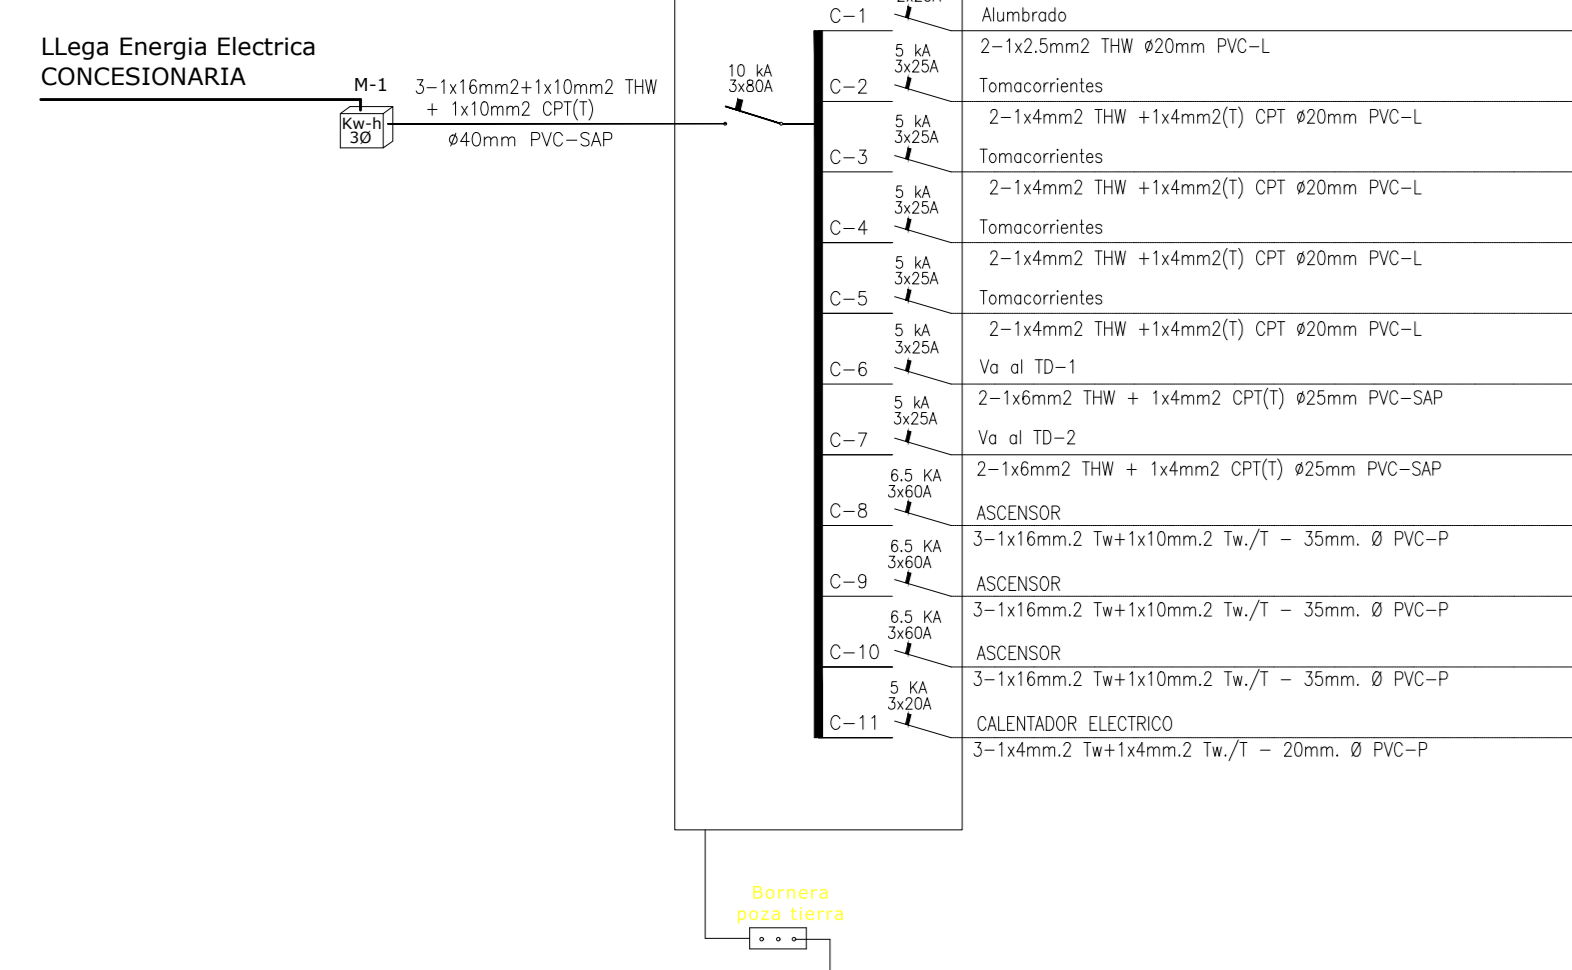 LLega Energia Electrica
CONCESIONARIA
M-1
Kw-h
3Ø
3-1x16mm2+1x10mm2 THW
+ 1x10mm2 CPT(T)
ø40mm PVC-SAP
10 kA
3x80A
C-1
Alumbrado
2-1x2.5mm2 THW ø20mm PVC-L
5 kA
3x25A
C-2
Tomacorrientes
2-1x4mm2 THW +1x4mm2(T) CPT ø20mm PVC-L
5 kA
3x25A
C-3
Tomacorrientes
2-1x4mm2 THW +1x4mm2(T) CPT ø20mm PVC-L
5 kA
3x25A
C-4
Tomacorrientes
2-1x4mm2 THW +1x4mm2(T) CPT ø20mm PVC-L
5 kA
3x25A
C-5
Tomacorrientes
2-1x4mm2 THW +1x4mm2(T) CPT ø20mm PVC-L
5 kA
3x25A
C-6
Va al TD-1
2-1x6mm2 THW + 1x4mm2 CPT(T) ø25mm PVC-SAP
5 kA
3x25A
C-7
Va al TD-2
2-1x6mm2 THW + 1x4mm2 CPT(T) ø25mm PVC-SAP
6.5 KA
3x60A
C-8
ASCENSOR
3-1x16mm.2 Tw+1x10mm.2 Tw./T - 35mm. Ø PVC-P
6.5 KA
3x60A
C-9
ASCENSOR
3-1x16mm.2 Tw+1x10mm.2 Tw./T - 35mm. Ø PVC-P
6.5 KA
3x60A
C-10
ASCENSOR
3-1x16mm.2 Tw+1x10mm.2 Tw./T - 35mm. Ø PVC-P
5 KA
3x20A
C-11
CALENTADOR ELECTRICO
3-1x4mm.2 Tw+1x4mm.2 Tw./T - 20mm. Ø PVC-P
Bornera
poza tierra